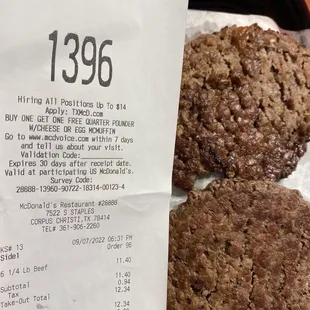 1396
Hiring All Positions Up To $14
Apply: TXMcD.com
BUY ONE GET ONE FREE QUARTER POUNDER
W/CHEESE OR EGG MCMUFFIN
Go to www.mcdvoice.com within 7 days
and tell us about your visit.
Validation Code:
Expires 30 days after receipt date.
Valid at participating US McDonald's.
Survey Code:
28888-13960-90722-18314-00123-4
McDonald's Restaurant #28888
7522 S STAPLES
CORPUS CHRISTI,TX 78414
TEL# 361-906-2260
KS# 13 09/07/2022 06:31 PM
Side1 Order 96
6 1/4 Lb Beef 11.40
Subtotal 11.40
Tax 0.94
Take-Out Total 12.34
12.34